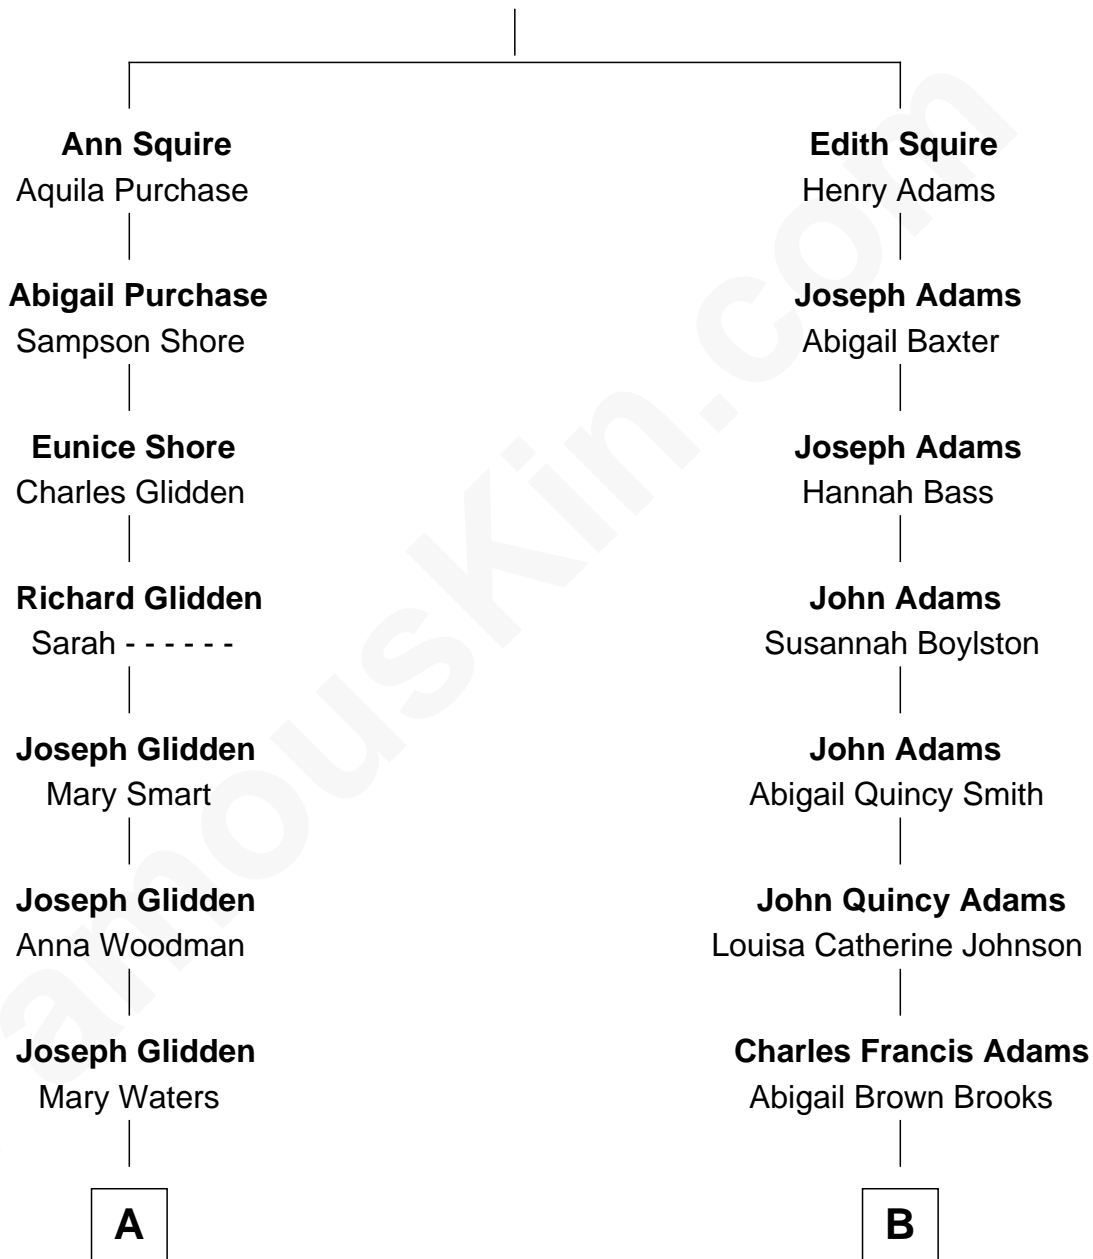 Ann Squire
Aquila Purchase
Abigail Purchase
Sampson Shore
Eunice Shore
Charles Glidden
Richard Glidden
Sarah - - - - - -
Joseph Glidden
Mary Smart
Joseph Glidden
Anna Woodman
Joseph Glidden
Mary Waters
A
Edith Squire
Henry Adams
Joseph Adams
Abigail Baxter
Joseph Adams
Hannah Bass
John Adams
Susannah Boylston
John Adams
Abigail Quincy Smith
John Quincy Adams
Louisa Catherine Johnson
Charles Francis Adams
Abigail Brown Brooks
B
amousKin.com